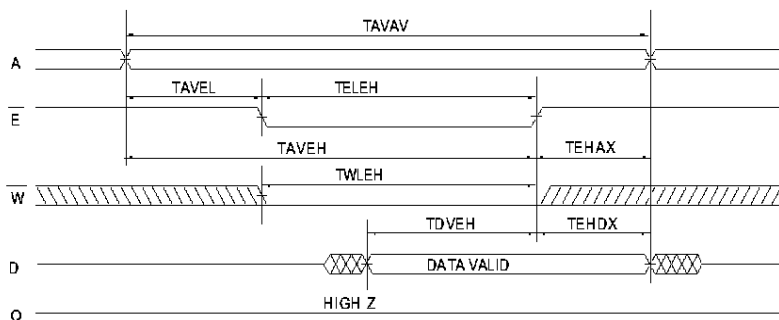 TAVAV
A
TAVEL TELEH
E
TAVEH TEHAX
TWLEH
W
TDVEH TEHDX
D DATA VALID
HIGH Z
Q